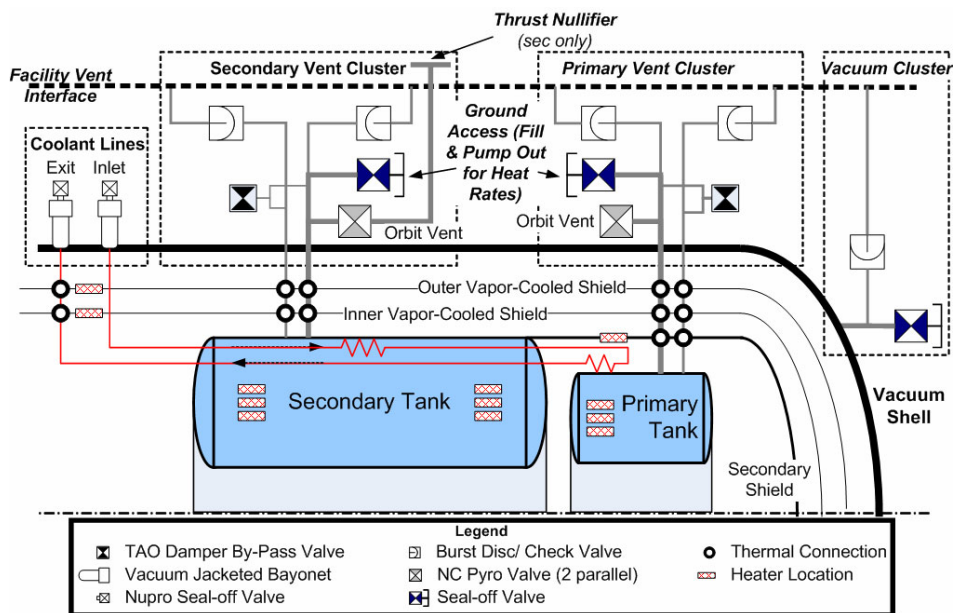 Thrust Nullifier
(sec only)
Facility Vent
Interface
Secondary Vent Cluster
Primary Vent Cluster
Vacuum Cluster
Coolant Lines
Exit
Inlet
Ground
Access (Fill
& Pump Out
for Heat
Rates)
Orbit Vent
Orbit Vent
Outer Vapor-Cooled Shield
Inner Vapor-Cooled Shield
Secondary Tank
Primary
Tank
Vacuum
Shell
Secondary
Shield
Legend
TAO Damper By-Pass Valve
Burst Disc/ Check Valve
Thermal Connection
Vacuum Jacketed Bayonet
NC Pyro Valve (2 parallel)
Heater Location
Nupro Seal-off Valve
Seal-off Valve